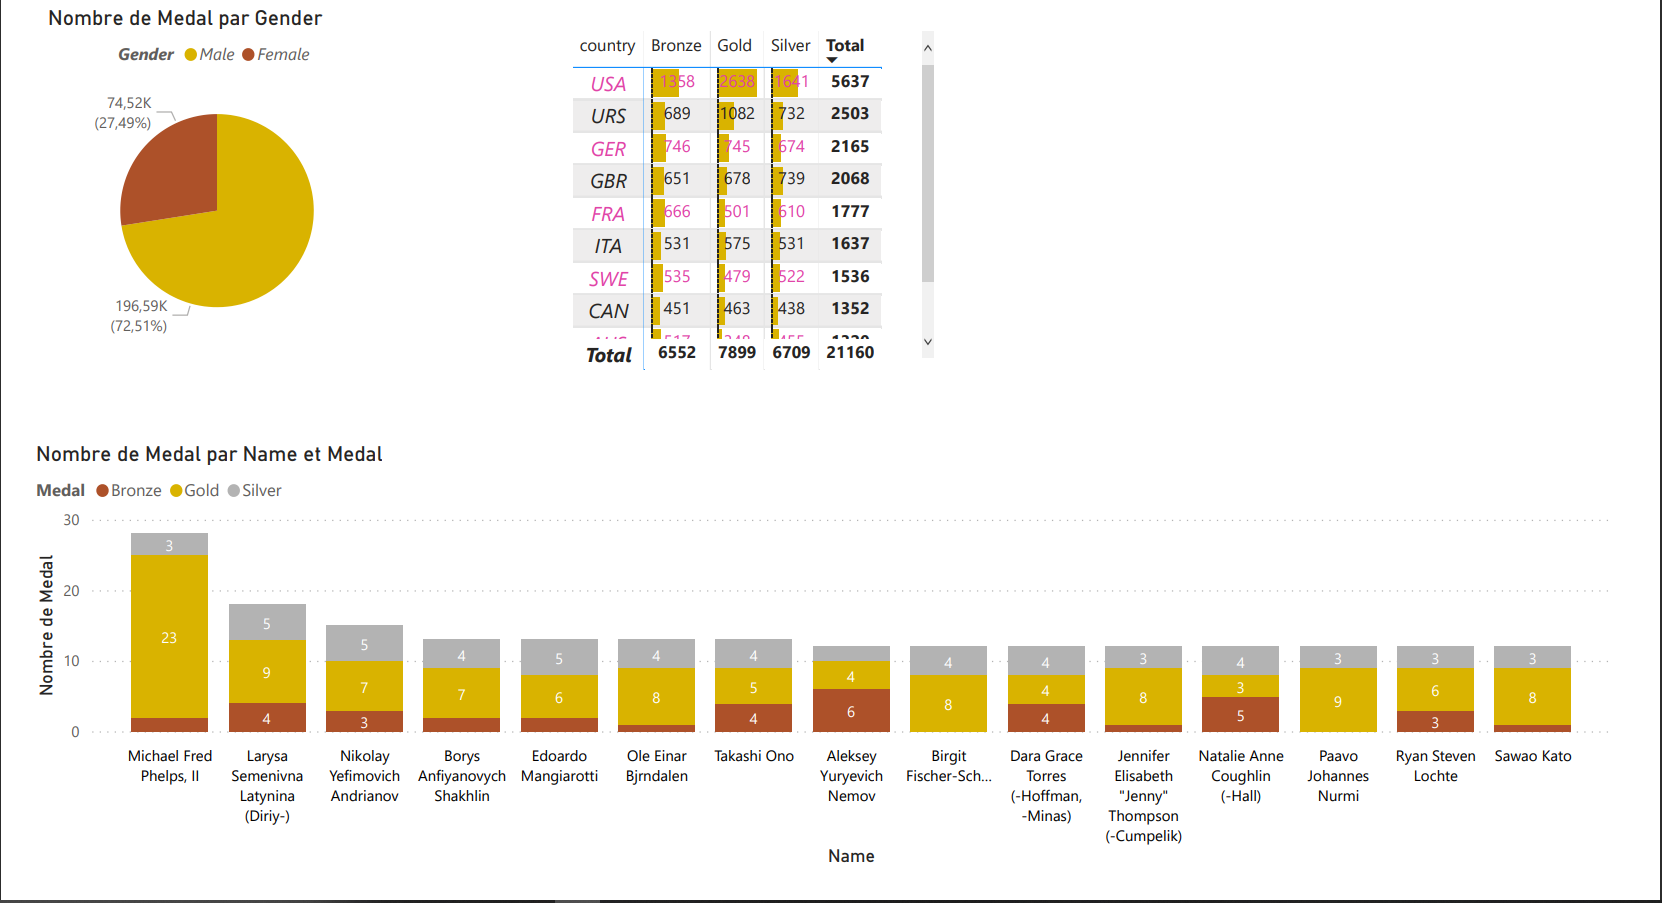 Nombre de Medal par Gender
Gender Male Female
74,52K
(27,49%)
196,59K
(72,51%)
country Bronze Gold Silver Total
USA 1358 2638 1641 5637
URS 689 1082 732 2503
GER 746 745 674 2165
GBR 651 678 739 2068
FRA 666 501 610 1777
ITA 531 575 531 1637
SWE 535 479 522 1536
CAN 451 463 438 1352
Total 6552 7899 6709 21160
Nombre de Medal par Name et Medal
Medal Bronze Gold Silver
Nombre de Medal
30
20
10
0
3
23
5
9
4
5
7
3
4
7
5
6
4
8
4
5
4
4
6
4
8
4
4
4
3
8
4
3
5
3
9
3
6
3
3
8
Michael Fred
Phelps, II
Larysa
Semenivna
Latynina
(Diriy-)
Nikolay
Yefimovich
Andrianov
Borys
Anfiyanovych
Shakhlin
Edoardo
Mangiarotti
Ole Einar
Bjrndalen
Takashi Ono
Aleksey
Yuryevich
Nemov
Birgit
Fischer-Sch...
Dara Grace
Torres
(-Hoffman,
-Minas)
Jennifer
Elisabeth
"Jenny"
Thompson
(-Cumpelik)
Natalie Anne
Coughlin
(-Hall)
Paavo
Johannes
Nurmi
Ryan Steven
Lochte
Sawao Kato
Name